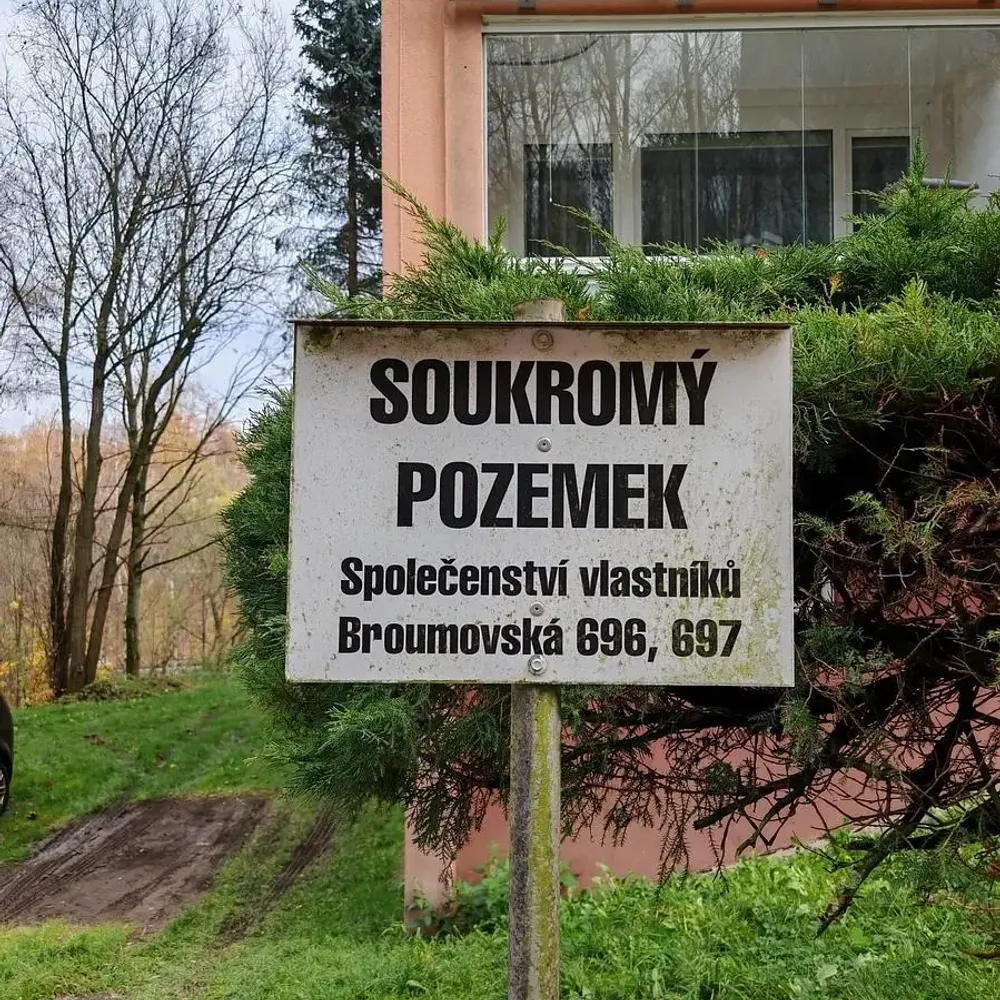 SOUKROMÝ
POZEMEK
Společenství vlastníků
Broumovská 696, 697